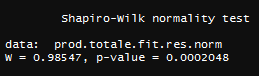 Shapiro-Wilk normality test
data:  prod.totale.fit.res.norm
W = 0.98547, p-value = 0.0002048